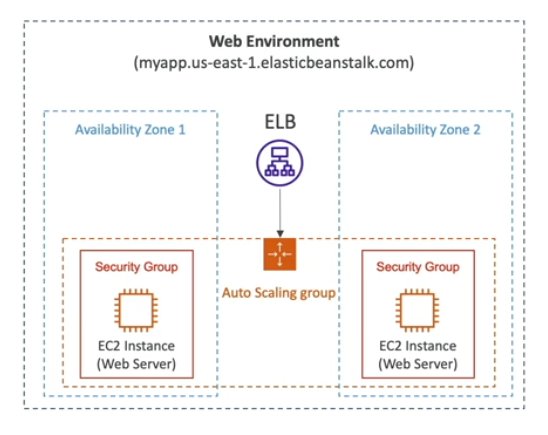 Web Environment
(myapp.us-east-1.elasticbeanstalk.com)
Availability Zone 1
ELB
Availability Zone 2
Auto Scaling group
Security Group
EC2 Instance
(Web Server)
Security Group
EC2 Instance
(Web Server)